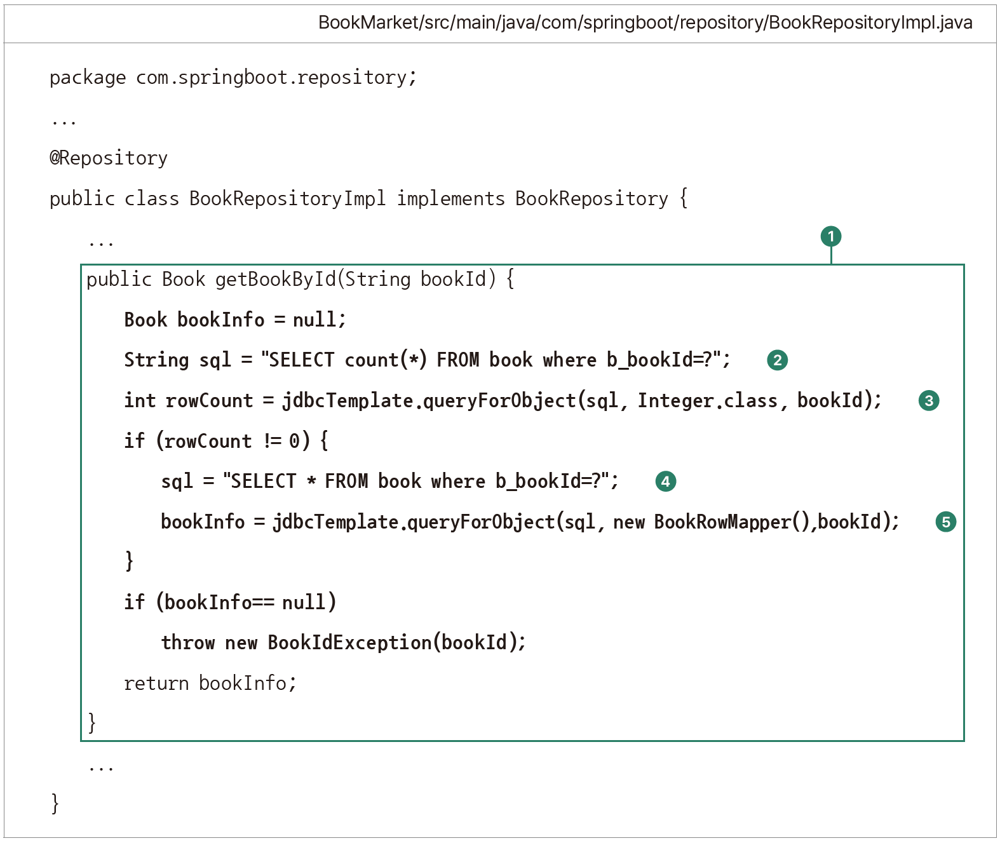 BookMarket/src/main/java/com/springboot/repository/BookRepositoryImpl.java
package com.springboot.repository;
...
@Repository
public class BookRepositoryImpl implements BookRepository {
...
1
public Book getBookById(String bookId) {
Book bookInfo = null;
String sql = "SELECT count(*) FROM book where b_bookId=?"; 2
int rowCount = jdbcTemplate.queryForObject(sql, Integer.class, bookId); 3
if (rowCount != 0) {
sql = "SELECT * FROM book where b_bookId=?"; 4
bookInfo = jdbcTemplate.queryForObject(sql, new BookRowMapper(),bookId); 5
}
if (bookInfo== null)
throw new BookIdException(bookId);
return bookInfo;
}
...
}